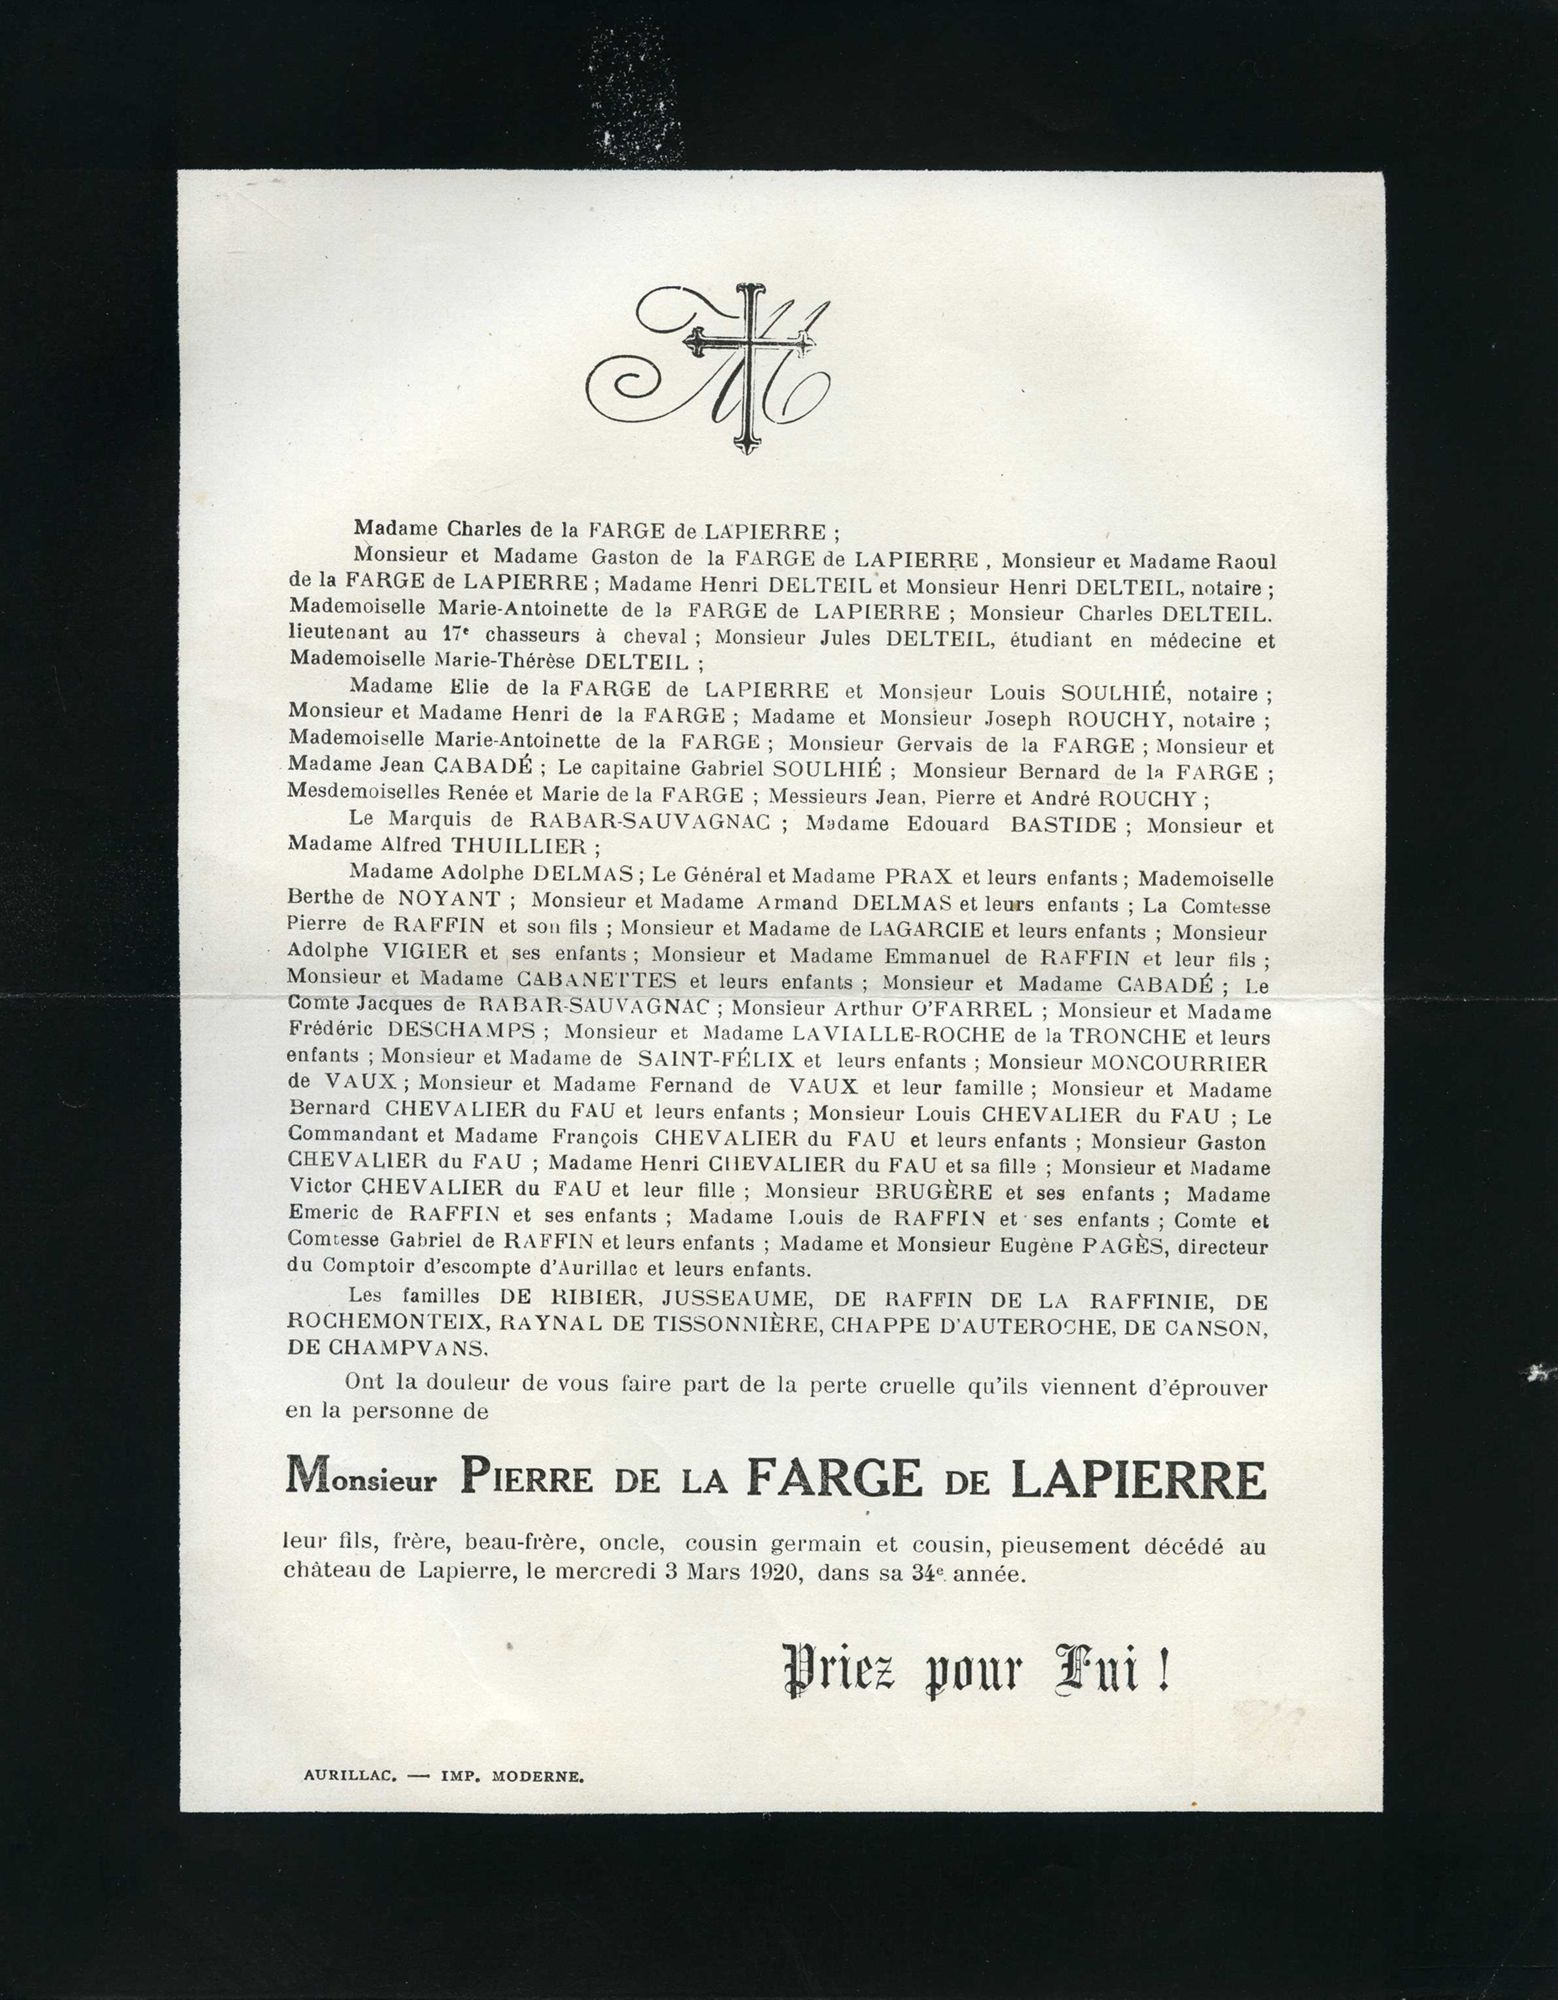 M
Madame Charles de la FARGE de LAPIERRE ;
Monsieur et Madame Gaston de la FARGE de LAPIERRE , Monsieur et Madame Raoul
de la FARGE de LAPIERRE ; Madame Henri DELTEIL et Monsieur Henri DELTEIL, notaire ;
Mademoiselle Marie-Antoinette de la FARGE de LAPIERRE ; Monsieur Charles DELTEIL.
lieutenant au 17e chasseurs à cheval ; Monsieur Jules DELTEIL, étudiant en médecine et
Mademoiselle Marie-Thérèse DELTEIL ;
Madame Elie de la FARGE de LAPIERRE et Monsieur Louis SOULHIÉ, notaire ;
Monsieur et Madame Henri de la FARGE ; Madame et Monsieur Joseph ROUCHY, notaire ;
Mademoiselle Marie-Antoinette de la FARGE ; Monsieur Gervais de la FARGE ; Monsieur et
Madame Jean CABADÉ ; Le capitaine Gabriel SOULHIÉ ; Monsieur Bernard de la FARGE ;
Mesdemoiselles Renée et Marie de la FARGE ; Messieurs Jean, Pierre et André ROUCHY ;
Le Marquis de RABAR-SAUVAGNAC ; Madame Edouard BASTIDE ; Monsieur et
Madame Alfred THUILLIER ;
Madame Adolphe DELMAS ; Le Général et Madame PRAX et leurs enfants ; Mademoiselle
Berthe de NOYANT ; Monsieur et Madame Armand DELMAS et leurs enfants ; La Comtesse
Pierre de RAFFIN et son fils ; Monsieur et Madame de LAGARCIE et leurs enfants ; Monsieur
Adolphe VIGIER et ses enfants ; Monsieur et Madame Emmanuel de RAFFIN et leur fils ;
Monsieur et Madame CABANETTES et leurs enfants ; Monsieur et Madame CABADÉ ; Le
Comte Jacques de RABAR-SAUVAGNAC ; Monsieur Arthur O'FARREL ; Monsieur et Madame
Frédéric DESCHAMPS ; Monsieur et Madame LAVIALLE-ROCHE de la TRONCHE et leurs
enfants ; Monsieur et Madame de SAINT-FÉLIX et leurs enfants ; Monsieur MONCOURRIER
de VAUX ; Monsieur et Madame Fernand de VAUX et leur famille ; Monsieur et Madame
Bernard CHEVALIER du FAU et leurs enfants ; Monsieur Louis CHEVALIER du FAU ; Le
Commandant et Madame François CHEVALIER du FAU et leurs enfants ; Monsieur Gaston
CHEVALIER du FAU ; Madame Henri CHEVALIER du FAU et sa fille ; Monsieur et Madame
Victor CHEVALIER du FAU et leur fille ; Monsieur BRUGÈRE et ses enfants ; Madame
Emeric de RAFFIN et ses enfants ; Madame Louis de RAFFIN et ses enfants ; Comte et
Comtesse Gabriel de RAFFIN et leurs enfants ; Madame et Monsieur Eugène PAGÈS, directeur
du Comptoir d'escompte d'Aurillac et leurs enfants.
Les familles DE RIBIER, JUSSEAUME, DE RAFFIN DE LA RAFFINIE, DE
ROCHEMONTEIX, RAYNAL DE TISSONNIÈRE, CHAPPE D'AUTEROCHE, DE CANSON,
DE CHAMPVANS.
Ont la douleur de vous faire part de la perte cruelle qu'ils viennent d'éprouver
en la personne de
Monsieur PIERRE DE LA FARGE DE LAPIERRE
leur fils, frère, beau-frère, oncle, cousin germain et cousin, pieusement décédé au
château de Lapierre, le mercredi 3 Mars 1920, dans sa 34e année.
Priez pour Lui !
AURILLAC. — IMP. MODERNE.